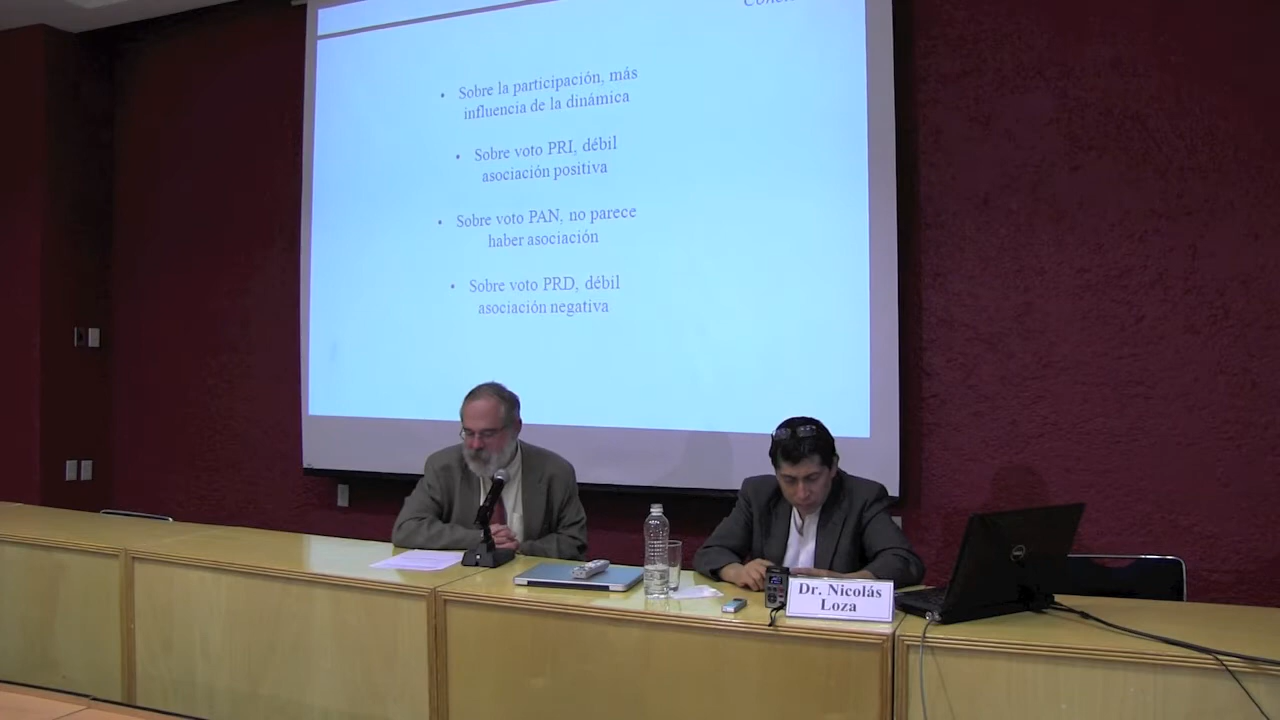 • Sobre la participación, más
influencia de la dinámica
• Sobre voto PRI, débil
asociación positiva
• Sobre voto PAN, no parece
haber asociación
• Sobre voto PRD, débil
asociación negativa
Dr. Nicolás
Loza
DELL